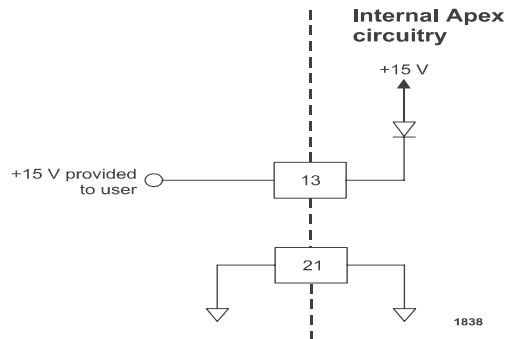 Internal Apex
circuitry
+15 V
+15 V provided
to user
13
21
1838